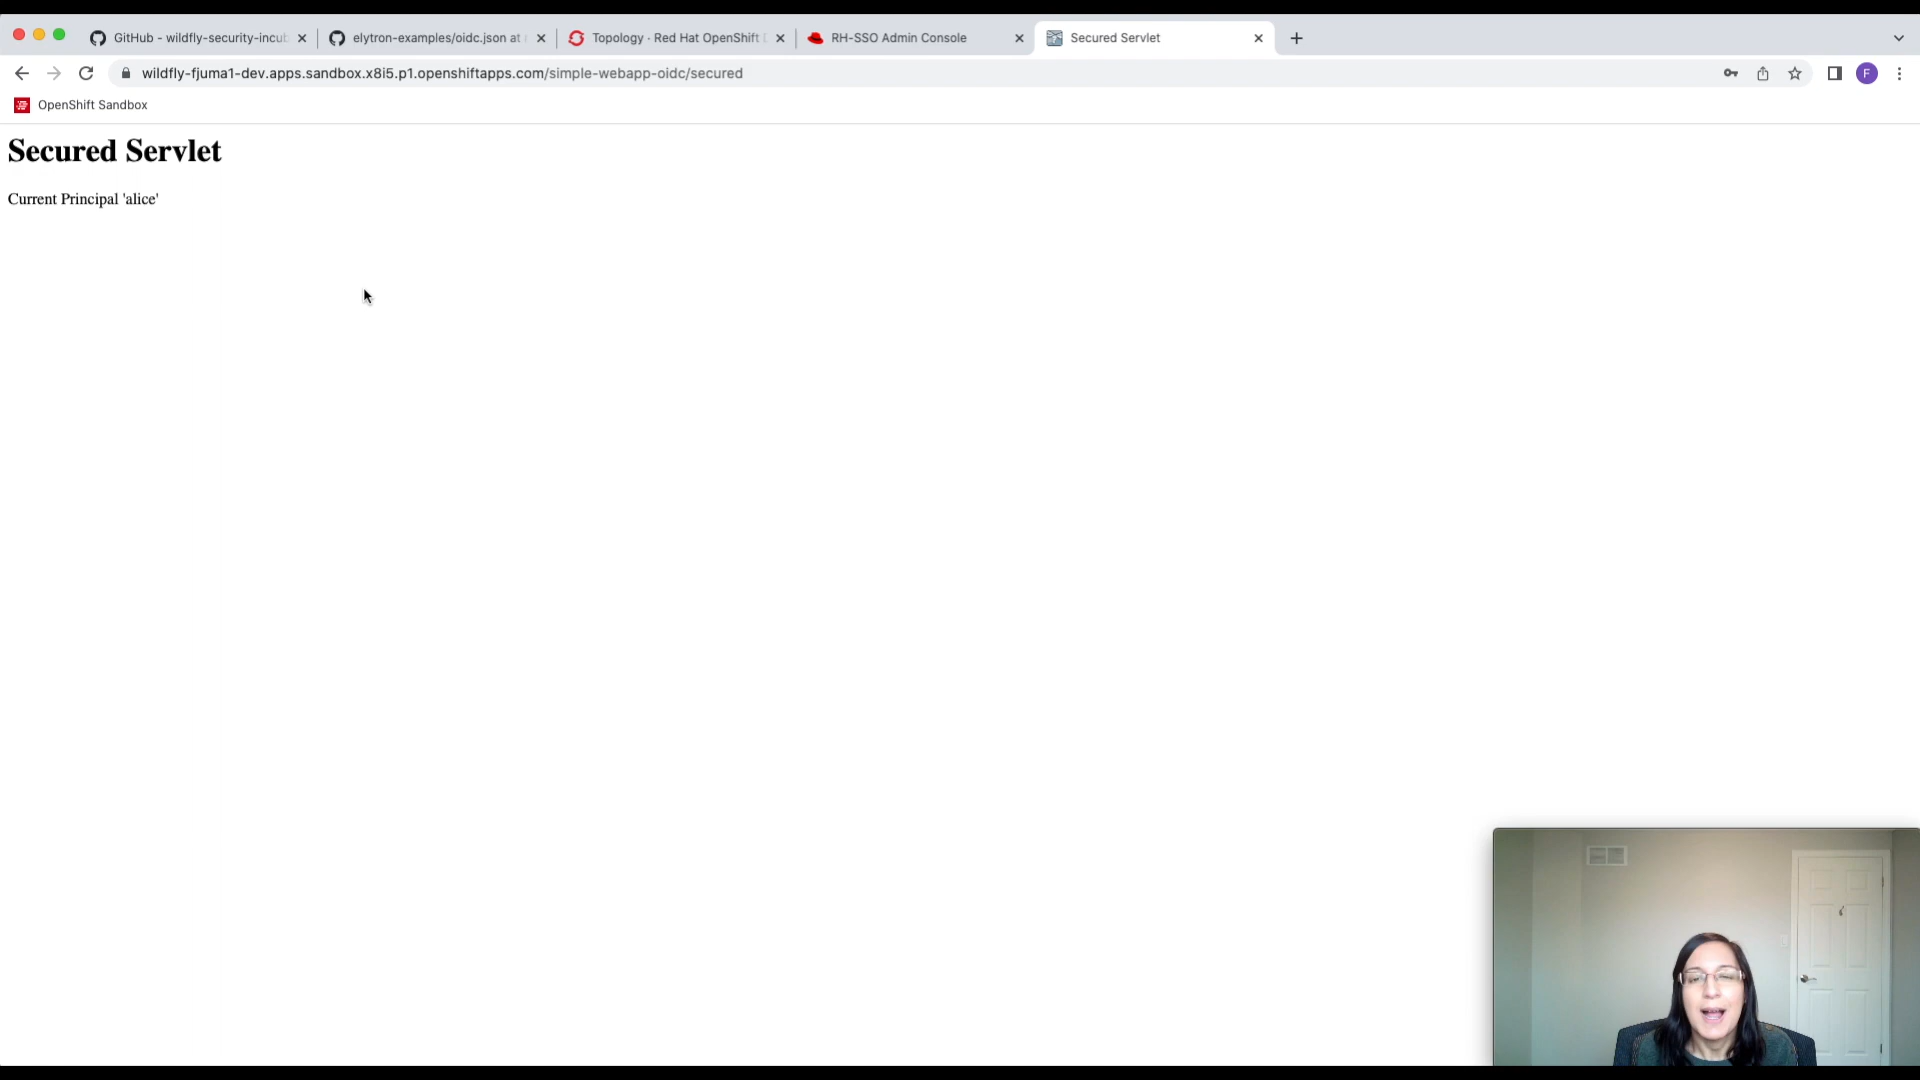 GitHub - wildfly-security-incub
elytron-examples/oidc.json at
Topology · Red Hat OpenShift
RH-SSO Admin Console
Secured Servlet
wildfly-fjuma1-dev.apps.sandbox.x8i5.p1.openshiftapps.com/simple-webapp-oidc/secured
F
OpenShift Sandbox
Secured Servlet
Current Principal 'alice'